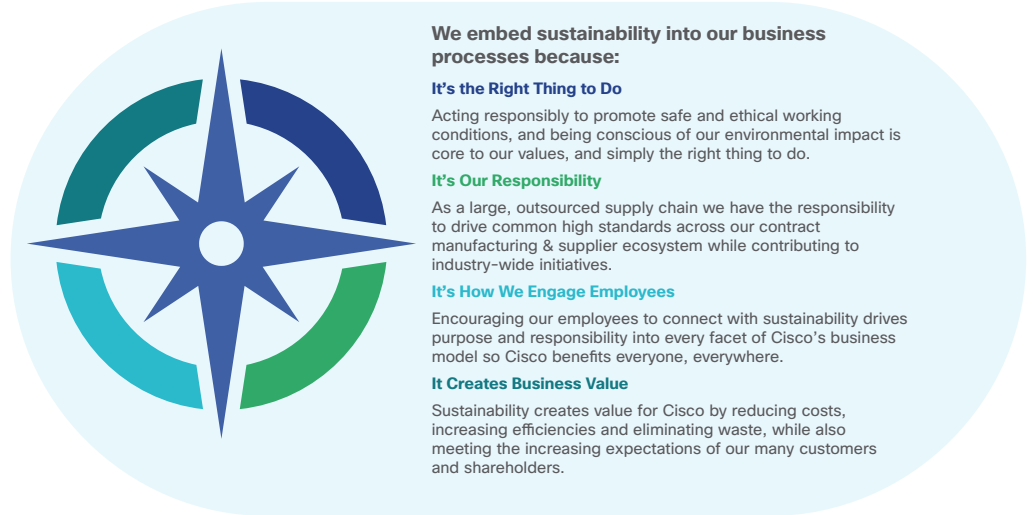 We embed sustainability into our business
processes because:
It's the Right Thing to Do
Acting responsibly to promote safe and ethical working
conditions, and being conscious of our environmental impact is
core to our values, and simply the right thing to do.
It's Our Responsibility
As a large, outsourced supply chain we have the responsibility
to drive common high standards across our contract
manufacturing & supplier ecosystem while contributing to
industry-wide initiatives.
It's How We Engage Employees
Encouraging our employees to connect with sustainability drives
purpose and responsibility into every facet of Cisco's business
model so Cisco benefits everyone, everywhere.
It Creates Business Value
Sustainability creates value for Cisco by reducing costs,
increasing efficiencies and eliminating waste, while also
meeting the increasing expectations of our many customers
and shareholders.